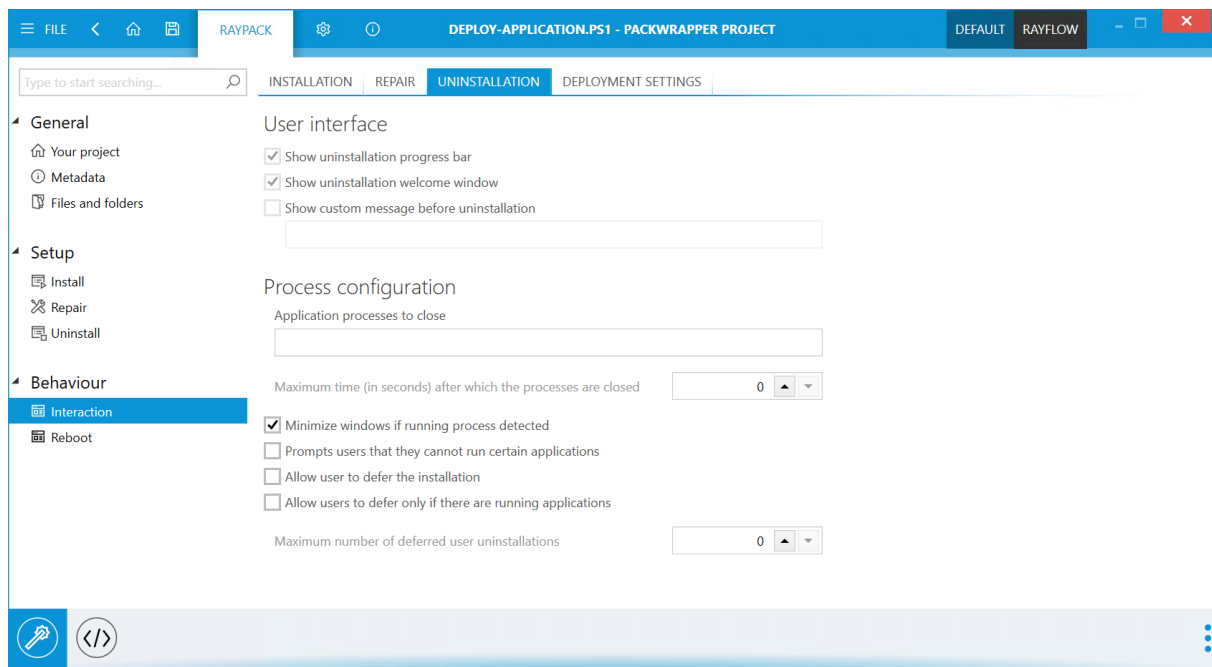 FILE
RAYPACK
DEPLOY-APPLICATION.PS1 - PACKWRAPPER PROJECT
DEFAULT
RAYFLOW
Type to start searching...
INSTALLATION
REPAIR
UNINSTALLATION
DEPLOYMENT SETTINGS
General
Your project
Metadata
Files and folders
Setup
Install
Repair
Uninstall
Behaviour
Interaction
Reboot
User interface
Show uninstallation progress bar
Show uninstallation welcome window
Show custom message before uninstallation
Process configuration
Application processes to close
Maximum time (in seconds) after which the processes are closed
0
Minimize windows if running process detected
Prompts users that they cannot run certain applications
Allow user to defer the installation
Allow users to defer only if there are running applications
Maximum number of deferred user uninstallations
0